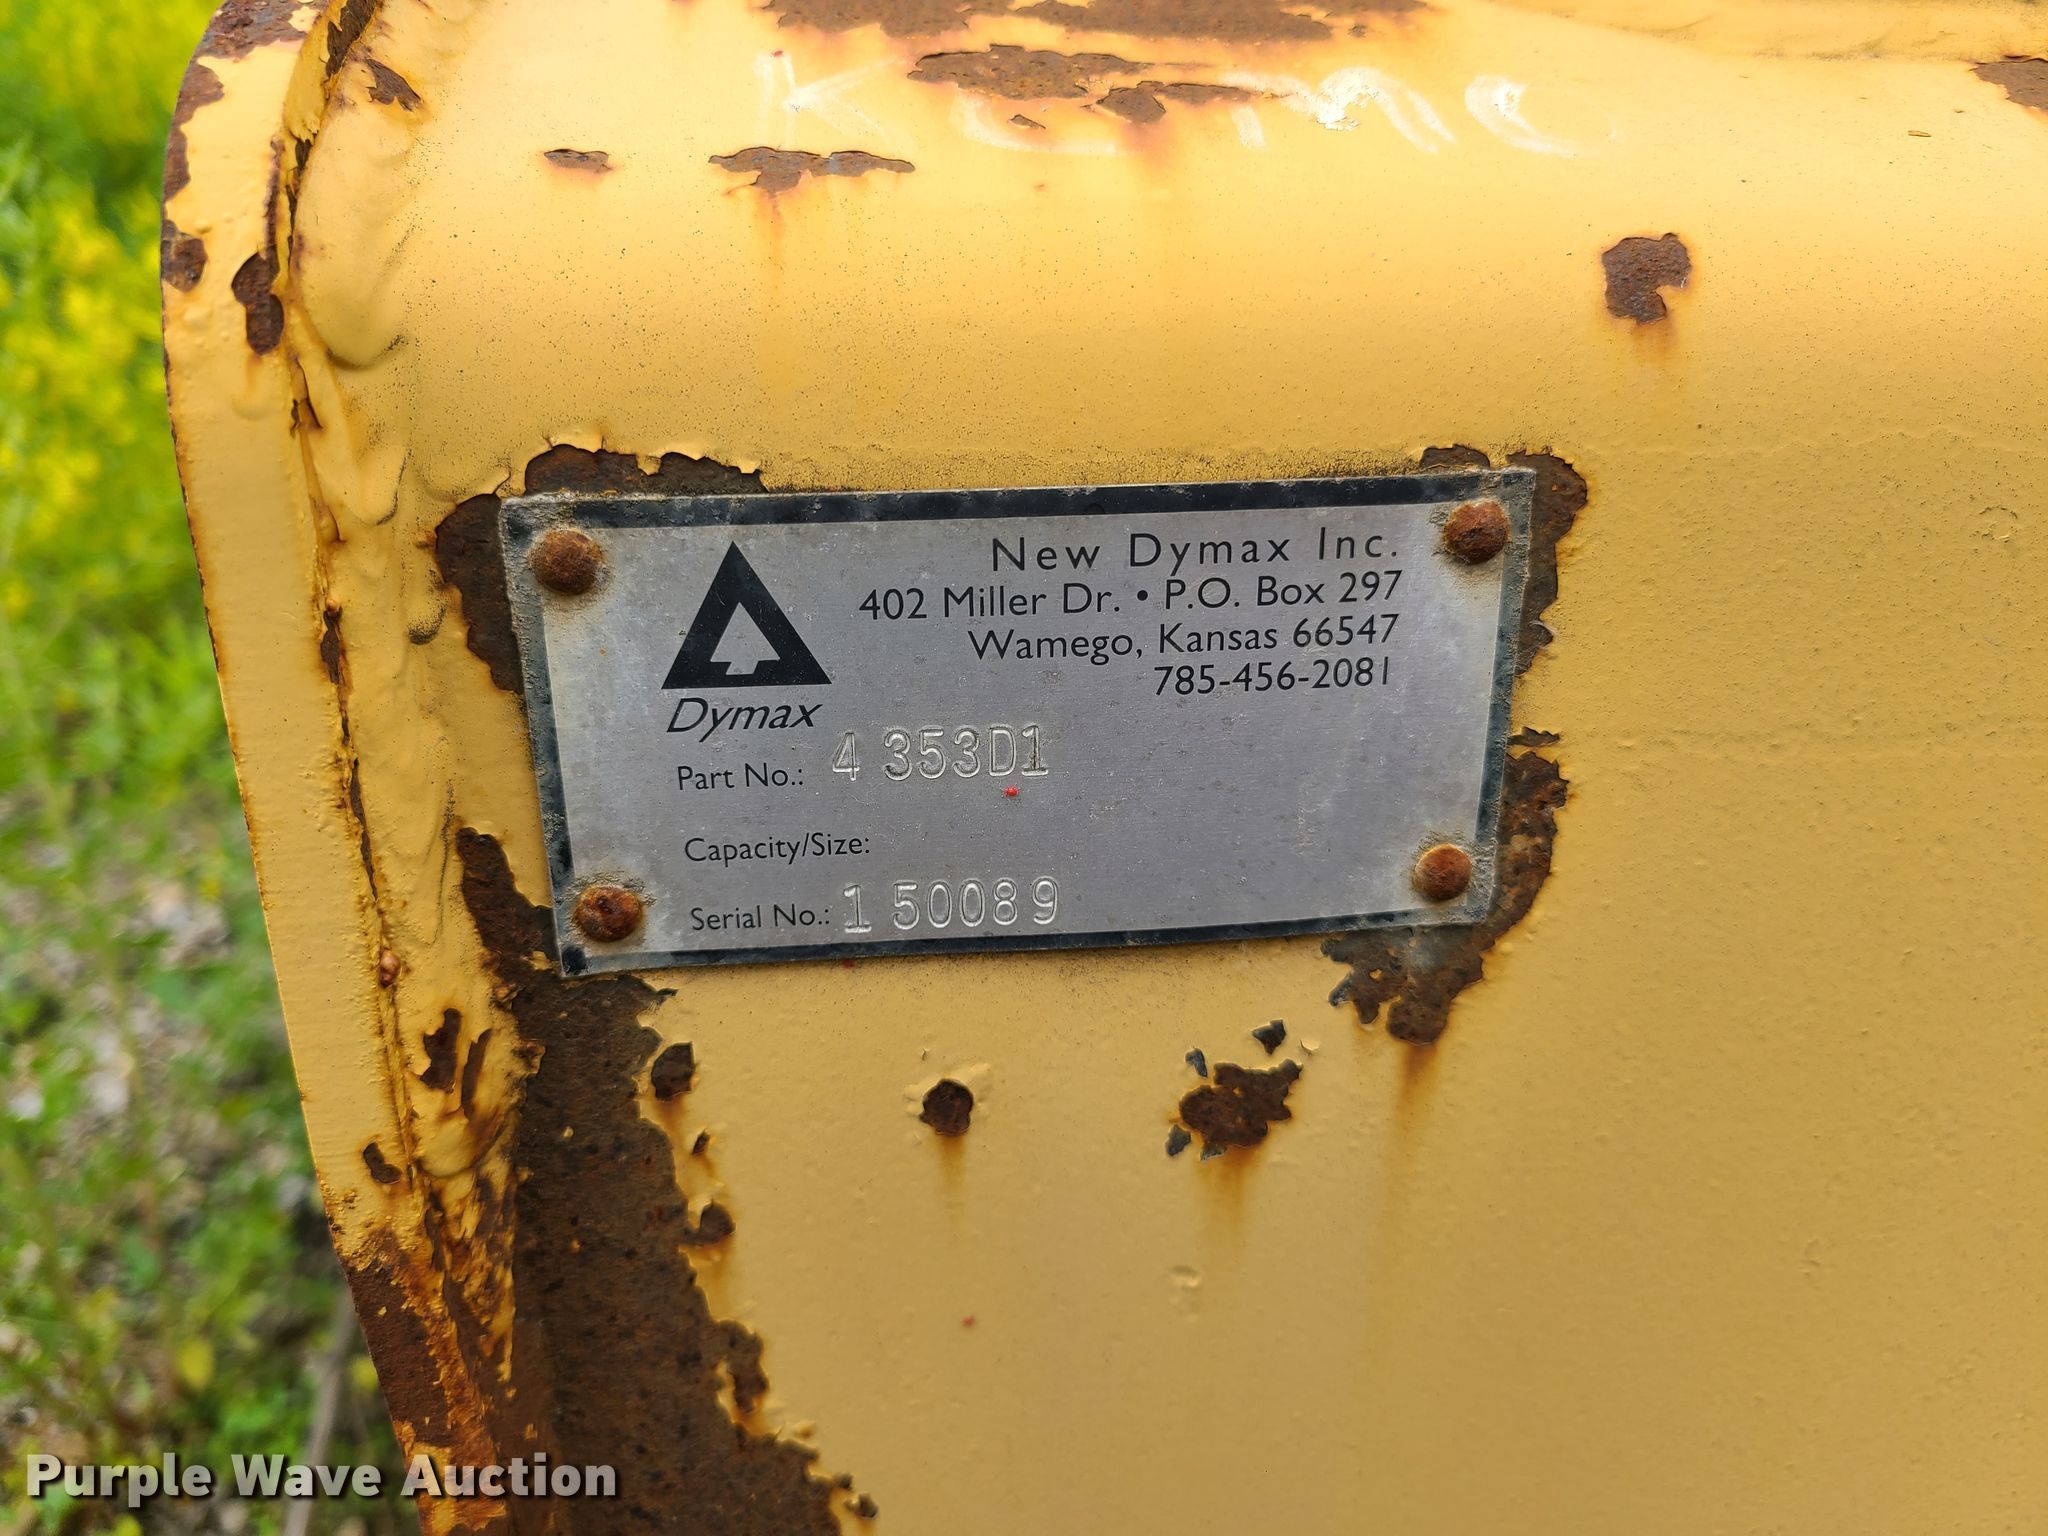 New Dymax Inc.
402 Miller Dr. • P.O. Box 297
Wamego, Kansas 66547
785-456-2081
Dymax
Part No.: 4 353D1
Capacity/Size:
Serial No.: 1 50089
Purple Wave Auction